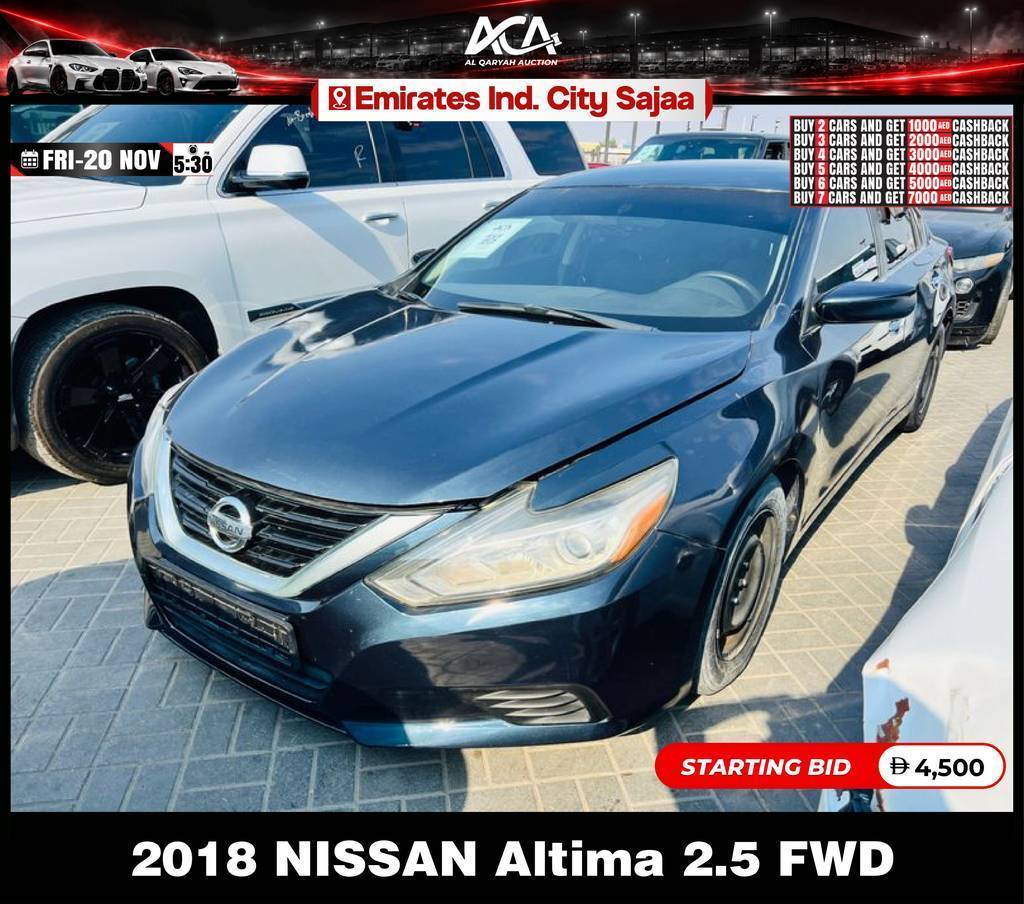 ACA
AL QARYAH AUCTION
Emirates Ind. City Sajaa
FRI-20 NOV 5:30
BUY 2 CARS AND GET 1000 AED CASHBACK
BUY 3 CARS AND GET 2000 AED CASHBACK
BUY 4 CARS AND GET 3000 AED CASHBACK
BUY 5 CARS AND GET 4000 AED CASHBACK
BUY 6 CARS AND GET 5000 AED CASHBACK
BUY 7 CARS AND GET 7000 AED CASHBACK
R
NISSAN
STARTING BID 4,500
2018 NISSAN Altima 2.5 FWD